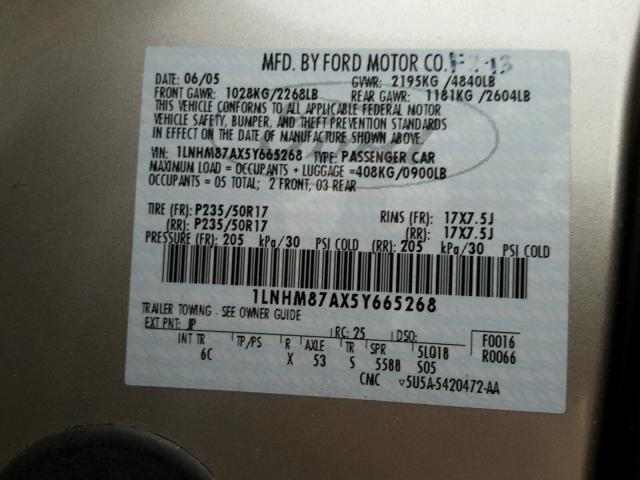 MFD. BY FORD MOTOR CO.
DATE: 06/05 GVWR: 2195KG /4840LB
FRONT GAWR: 1028KG/2268LB REAR GAWR: 1181KG /2604LB
THIS VEHICLE CONFORMS TO ALL APPLICABLE FEDERAL MOTOR
VEHICLE SAFETY, BUMPER, AND THEFT PREVENTION STANDARDS
IN EFFECT ON THE DATE OF MANUFACTURE SHOWN ABOVE.
VIN: 1LNHM87AX5Y665268 TYPE: PASSENGER CAR
MAXIMUM LOAD = OCCUPANTS + LUGGAGE =408KG/0900LB
OCCUPANTS = 05 TOTAL; 2 FRONT, 03 REAR
TIRE (FR): P235/50R17 RIMS (FR): 17X7.5J
(RR): P235/50R17 (RR): 17X7.5J
PRESSURE (FR): 205 kPa/30 PSI COLD (RR): 205 kPa/30 PSI COLD
1LNHM87AX5Y665268
TRAILER TOWING - SEE OWNER GUIDE
EXT PNT: JP RC: 25 DSO: F0016
INT TR TP/PS R AXLE TR SPR 5L018 R0066
6C X 53 S 5588 S05
CMC ▽5U5A-5420472-AA